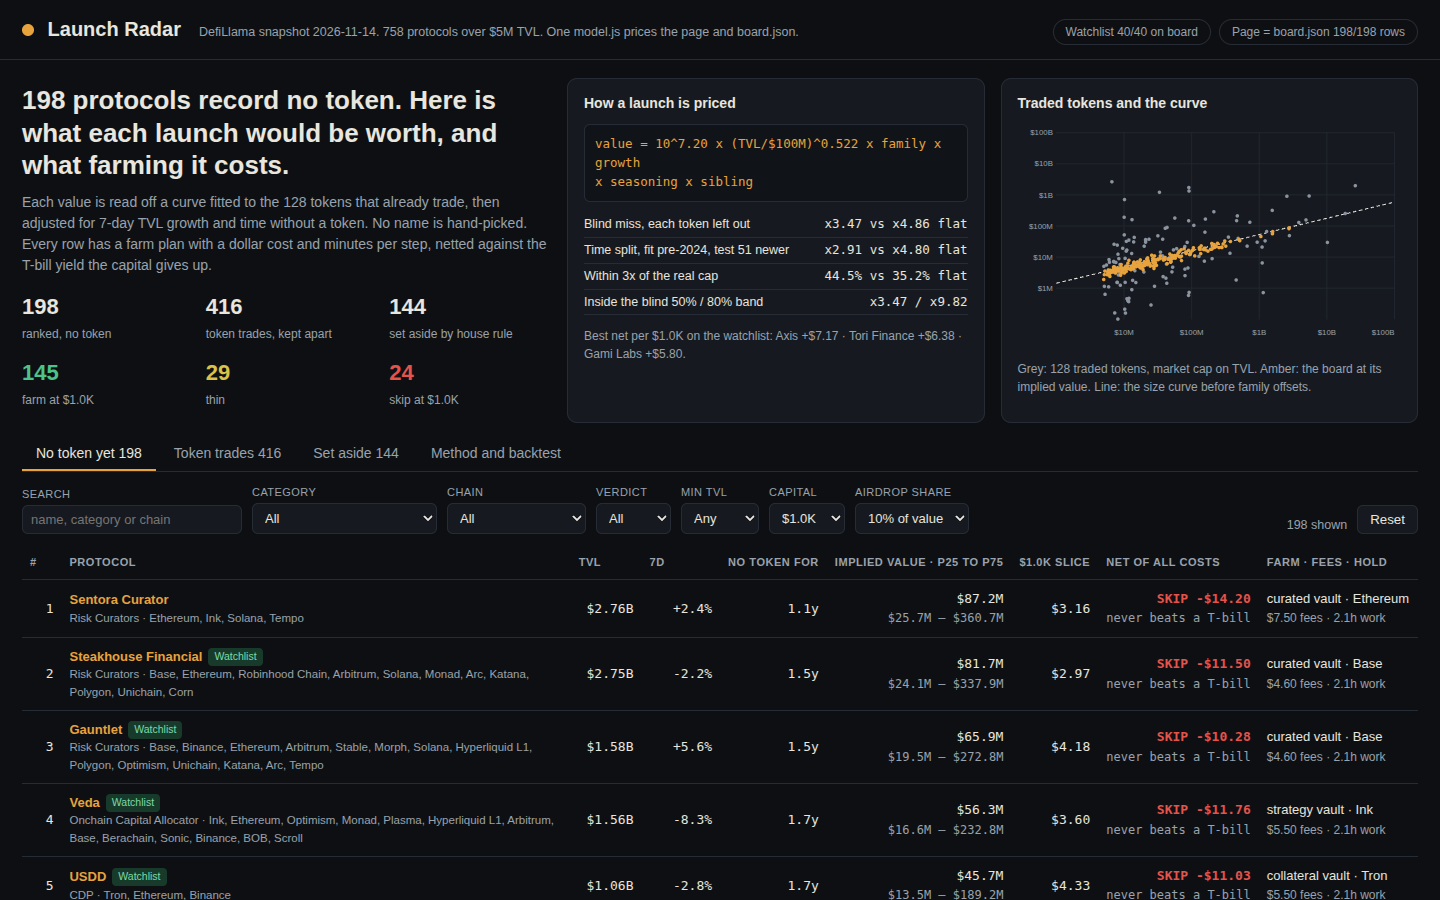 Launch Radar
DefiLlama snapshot 2026-11-14. 758 protocols over $5M TVL. One model.js prices the page and board.json.
Watchlist 40/40 on board
Page = board.json 198/198 rows
198 protocols record no token. Here is
what each launch would be worth, and
what farming it costs.
Each value is read off a curve fitted to the 128 tokens that already trade, then
adjusted for 7-day TVL growth and time without a token. No name is hand-picked.
Every row has a farm plan with a dollar cost and minutes per step, netted against the
T-bill yield the capital gives up.
198
ranked, no token
416
token trades, kept apart
144
set aside by house rule
145
farm at $1.0K
29
thin
24
skip at $1.0K
How a launch is priced
value = 10^7.20 x (TVL/$100M)^0.522 x family x
growth
x seasoning x sibling
Blind miss, each token left out x3.47 vs x4.86 flat
Time split, fit pre-2024, test 51 newer x2.91 vs x4.80 flat
Within 3x of the real cap 44.5% vs 35.2% flat
Inside the blind 50% / 80% band x3.47 / x9.82
Best net per $1.0K on the watchlist: Axis +$7.17 · Tori Finance +$6.38 ·
Gami Labs +$5.80.
Traded tokens and the curve
$100B
$10B
$1B
$100M
$10M
$1M
$10M $100M $1B $10B $100B
Grey: 128 traded tokens, market cap on TVL. Amber: the board at its
implied value. Line: the size curve before family offsets.
No token yet 198
Token trades 416
Set aside 144
Method and backtest
SEARCH
name, category or chain
CATEGORY
All
CHAIN
All
VERDICT
All
MIN TVL
Any
CAPITAL
$1.0K
AIRDROP SHARE
10% of value
198 shown
Reset
# PROTOCOL TVL 7D NO TOKEN FOR IMPLIED VALUE · P25 TO P75 $1.0K SLICE NET OF ALL COSTS FARM · FEES · HOLD
1 Sentora Curator $2.76B +2.4% 1.1y $87.2M $3.16 SKIP -$14.20 curated vault · Ethereum
Risk Curators · Ethereum, Ink, Solana, Tempo $25.7M — $360.7M never beats a T-bill $7.50 fees · 2.1h work
2 Steakhouse Financial Watchlist $2.75B -2.2% 1.5y $81.7M $2.97 SKIP -$11.50 curated vault · Base
Risk Curators · Base, Ethereum, Robinhood Chain, Arbitrum, Solana, Monad, Arc, Katana, $24.1M — $337.9M never beats a T-bill $4.60 fees · 2.1h work
Polygon, Unichain, Corn
3 Gauntlet Watchlist $1.58B +5.6% 1.5y $65.9M $4.18 SKIP -$10.28 curated vault · Base
Risk Curators · Base, Binance, Ethereum, Arbitrum, Stable, Morph, Solana, Hyperliquid L1, $19.5M — $272.8M never beats a T-bill $4.60 fees · 2.1h work
Polygon, Optimism, Unichain, Katana, Arc, Tempo
4 Veda Watchlist $1.56B -8.3% 1.7y $56.3M $3.60 SKIP -$11.76 strategy vault · Ink
Onchain Capital Allocator · Ink, Ethereum, Optimism, Monad, Plasma, Hyperliquid L1, Arbitrum, $16.6M — $232.8M never beats a T-bill $5.50 fees · 2.1h work
Base, Berachain, Sonic, Binance, BOB, Scroll
5 USDD Watchlist $1.06B -2.8% 1.7y $45.7M $4.33 SKIP -$11.03 collateral vault · Tron
CDP · Tron, Ethereum, Binance $13.5M — $189.2M never beats a T-bill $5.50 fees · 2.1h work